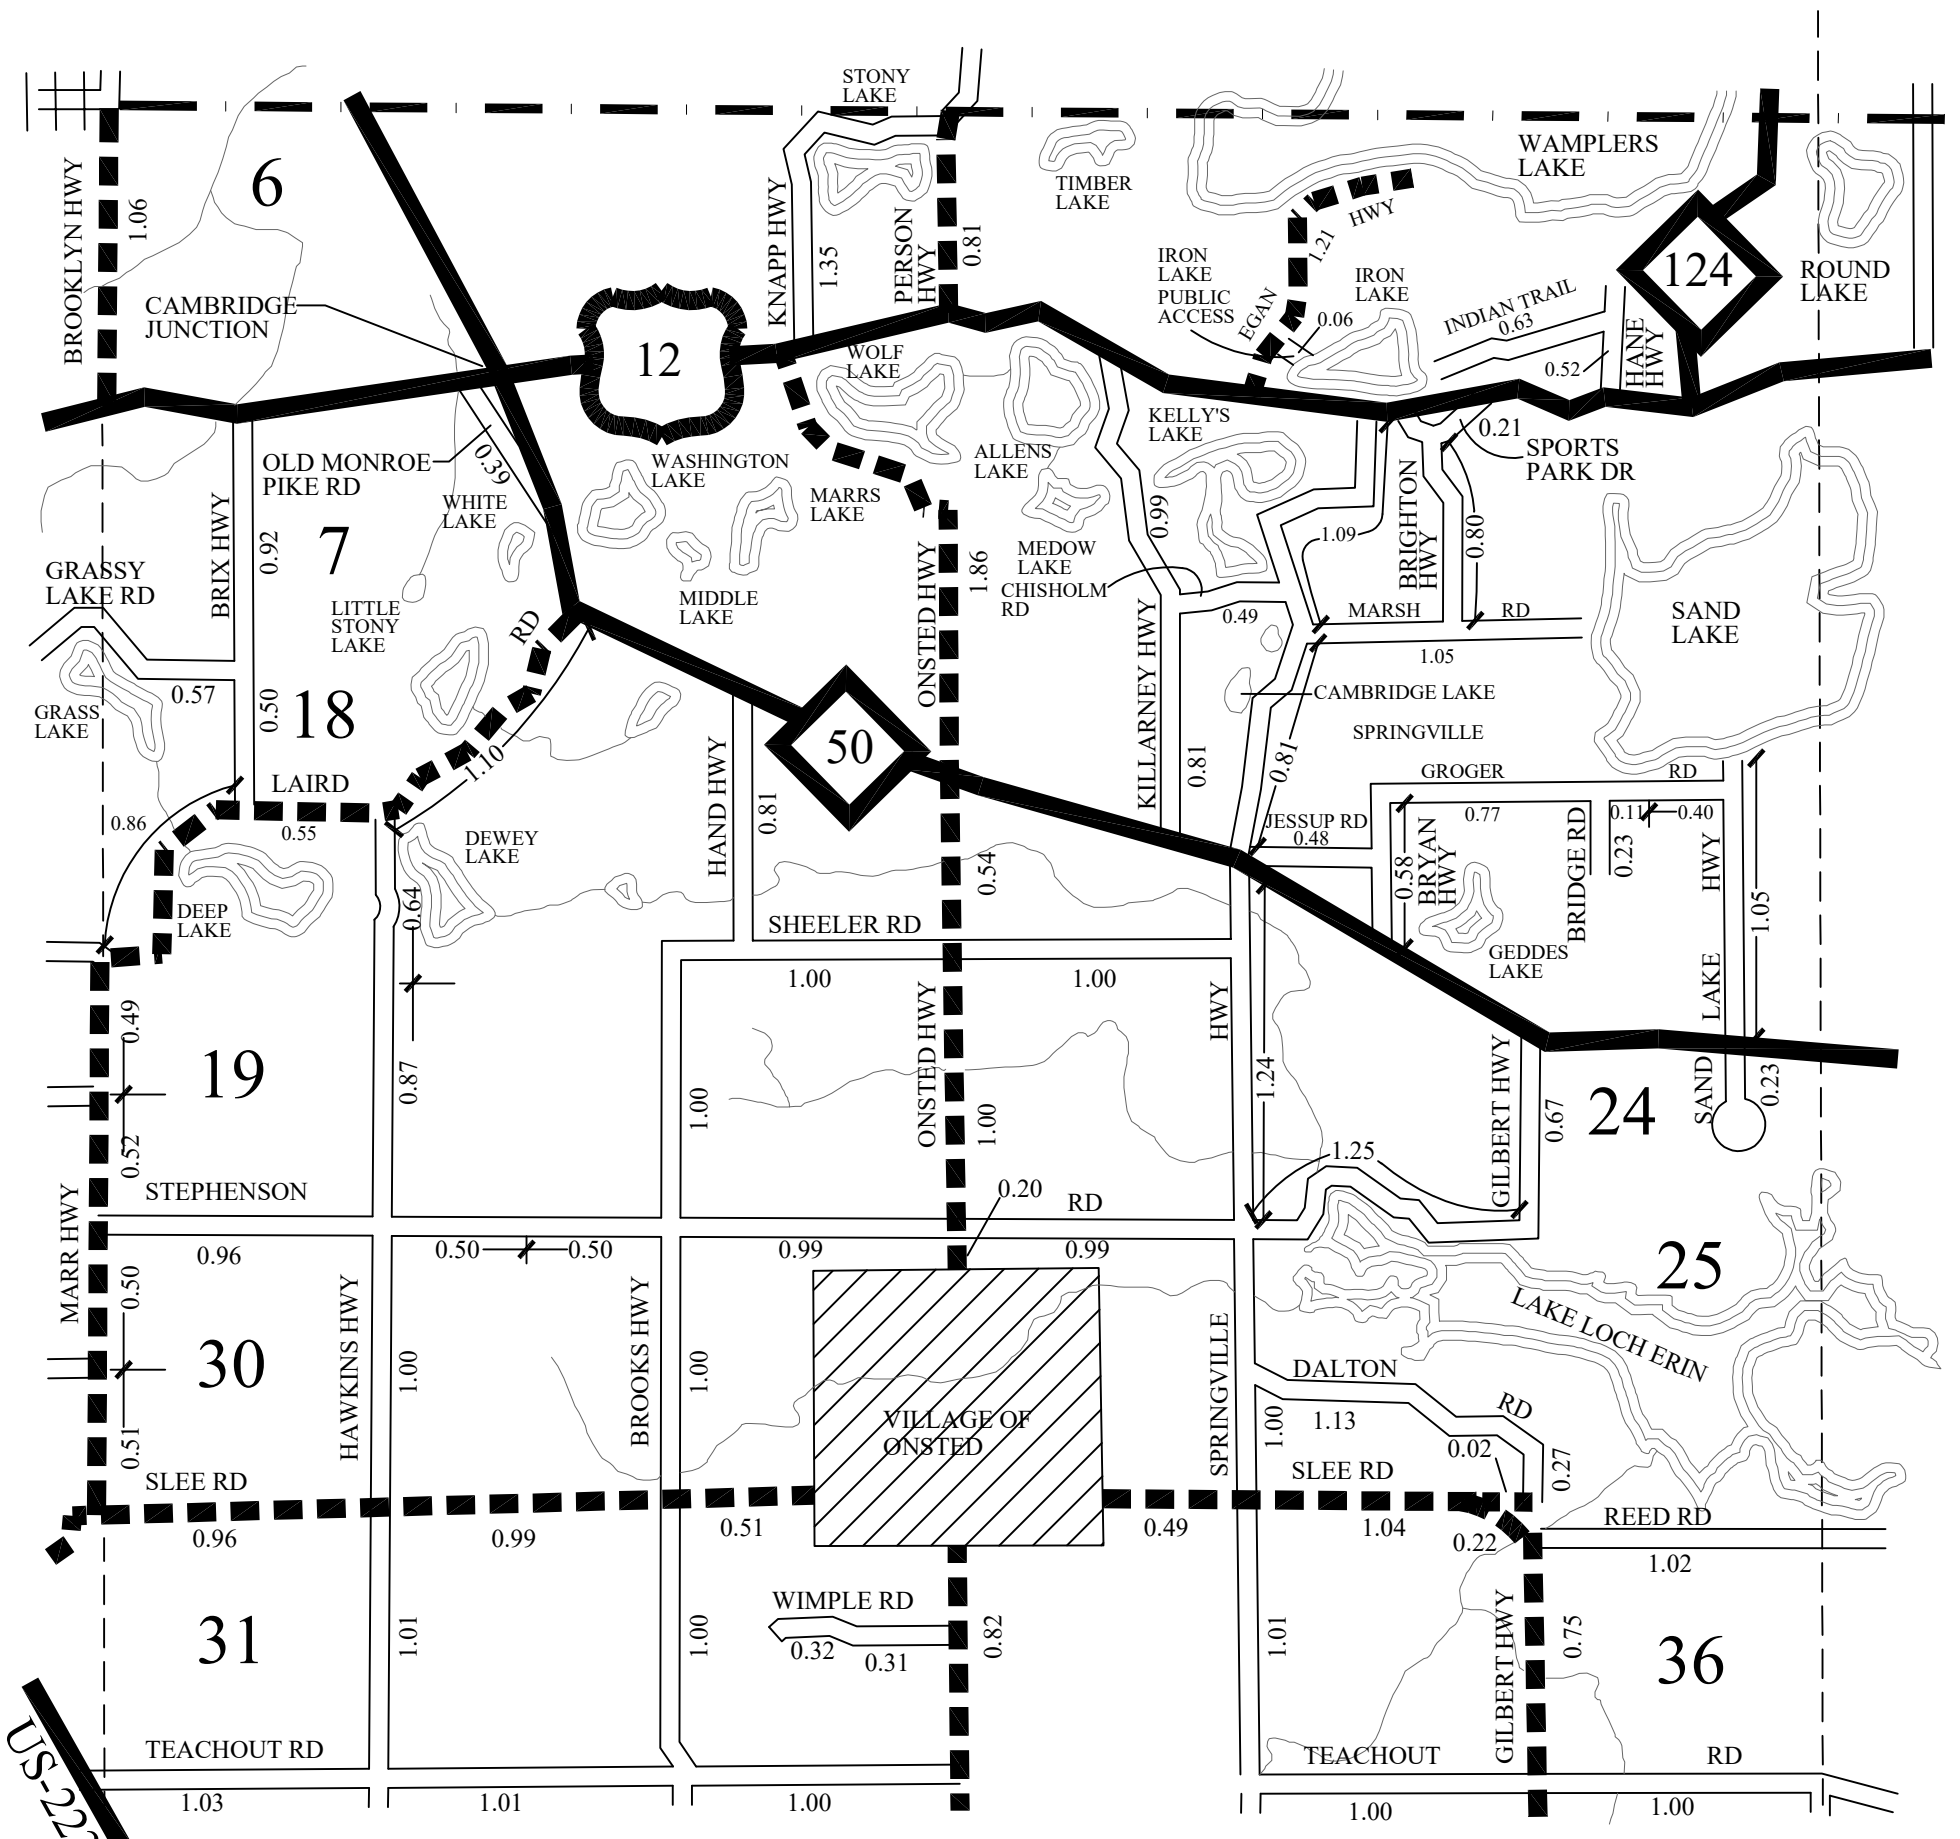 STONY
LAKE
WAMPLERS
LAKE
TIMBER
LAKE
6
BROOKLYN HWY
1.06
KNAPP HWY
1.35
PERSON
HWY
0.81
HWY
1.21
EGAN
IRON
LAKE
PUBLIC
ACCESS
IRON
LAKE
0.06
INDIAN TRAIL
0.63
124
ROUND
LAKE
HANE
HWY
0.52
CAMBRIDGE
JUNCTION
12
WOLF
LAKE
KELLY'S
LAKE
0.21
SPORTS
PARK DR
OLD MONROE
PIKE RD
0.39
WASHINGTON
LAKE
ALLENS
LAKE
WHITE
LAKE
MARRS
LAKE
0.99
BRIGHTON
HWY
0.80
1.09
BRIX HWY
0.92
7
MEDOW
LAKE
CHISHOLM
RD
ONSTED HWY
1.86
GRASSY
LAKE RD
LITTLE
STONY
LAKE
MIDDLE
LAKE
0.49
MARSH
RD
SAND
LAKE
RD
KILLARNEY HWY
1.05
0.57
0.50
18
GRASS
LAKE
CAMBRIDGE LAKE
SPRINGVILLE
50
1.10
HAND HWY
0.81
0.81
0.81
LAIRD
0.55
0.86
GROGER
RD
JESSUP RD
0.48
0.77
0.11
0.40
DEWEY
LAKE
0.58
BRYAN
HWY
BRIDGE RD
0.23
HWY
0.54
DEEP
LAKE
0.64
SHEELER RD
1.05
GEDDES
LAKE
1.00
1.00
LAKE
0.49
ONSTED HWY
HWY
19
0.87
1.00
1.00
1.24
GILBERT HWY
0.67
24
SAND
0.23
0.52
1.25
STEPHENSON
0.20
RD
MARR HWY
0.96
0.50
0.50
0.99
0.99
25
0.50
HAWKINS HWY
BROOKS HWY
LAKE LOCH ERIN
30
1.00
1.00
SPRINGVILLE
DALTON
RD
1.00
1.13
VILLAGE OF
ONSTED
0.51
0.02
0.27
SLEE RD
SLEE RD
REED RD
0.96
0.99
0.51
0.49
1.04
0.22
1.02
WIMPLE RD
31
1.01
1.00
0.32
0.31
0.82
1.01
GILBERT HWY
0.75
36
TEACHOUT RD
TEACHOUT
RD
1.03
1.01
1.00
1.00
1.00